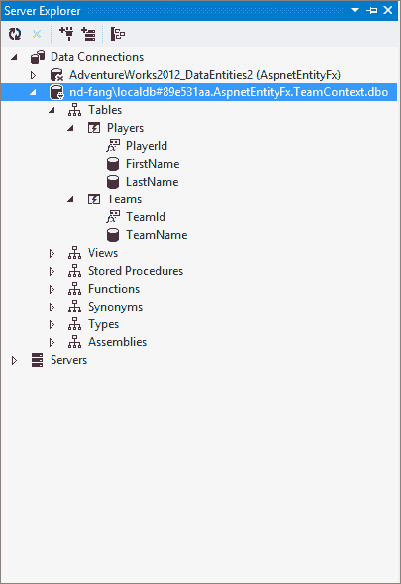 Server Explorer
Data Connections
AdventureWorks2012_DataEntities2 (AspnetEntityFx)
nd-fang\localdb#89e531aa.AspnetEntityFx.TeamContext.dbo
Tables
Players
PlayerId
FirstName
LastName
Teams
TeamId
TeamName
Views
Stored Procedures
Functions
Synonyms
Types
Assemblies
Servers